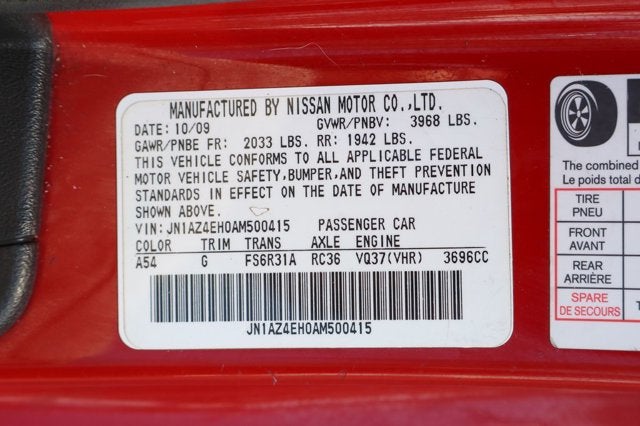 MANUFACTURED BY NISSAN MOTOR CO.,LTD.
DATE: 10/09 GVWR/PNBV: 3968 LBS.
GAWR/PNBE FR: 2033 LBS. RR: 1942 LBS.
THIS VEHICLE CONFORMS TO ALL APPLICABLE FEDERAL
MOTOR VEHICLE SAFETY,BUMPER,AND THEFT PREVENTION
STANDARDS IN EFFECT ON THE DATE OF MANUFACTURE
SHOWN ABOVE.
VIN: JN1AZ4EH0AM500415 PASSENGER CAR
COLOR TRIM TRANS AXLE ENGINE
A54 G FS6R31A RC36 VQ37(VHR) 3696CC
JN1AZ4EH0AM500415
The combined
Le poids total d
TIRE
PNEU
FRONT
AVANT
REAR
ARRIÈRE
SPARE
DE SECOURS